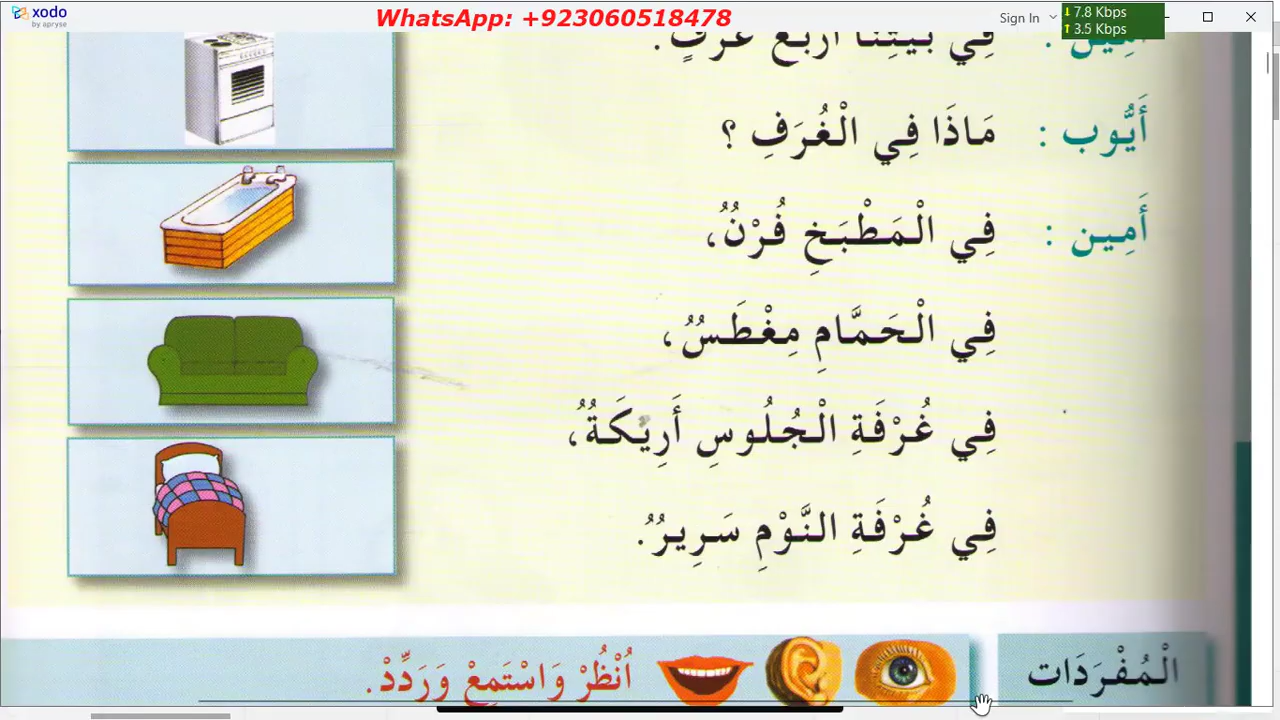 xodo
by apryse
WhatsApp: +923060518478
Sign In
7.8 Kbps
3.5 Kbps
أَمِين : فِي بَيْتِنَا أَرْبَعُ غُرَفٍ.
أَيُّوب : مَاذَا فِي الْغُرَفِ ؟
أَمِين : فِي الْمَطْبَخِ فُرْنٌ،
فِي الْحَمَّامِ مِغْطَسٌ،
فِي غُرْفَةِ الْجُلُوسِ أَرِيكَةٌ،
فِي غُرْفَةِ النَّوْمِ سَرِيرٌ.
الْمُفْرَدَات
اُنْظُرْ وَاسْتَمِعْ وَرَدِّدْ.